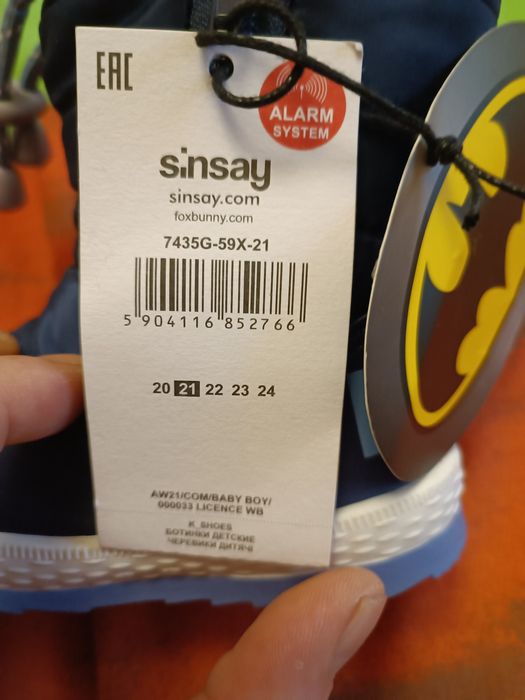 EAC
ALARM
SYSTEM
sinsay
sinsay.com
foxbunny.com
7435G-59X-21
5 904116 852766
20 21 22 23 24
AW21/COM/BABY BOY/
000033 LICENCE WB
K_SHOES
БОТИНКИ ДЕТСКИЕ
ЧЕРЕВИКИ ДИТЯЧІ